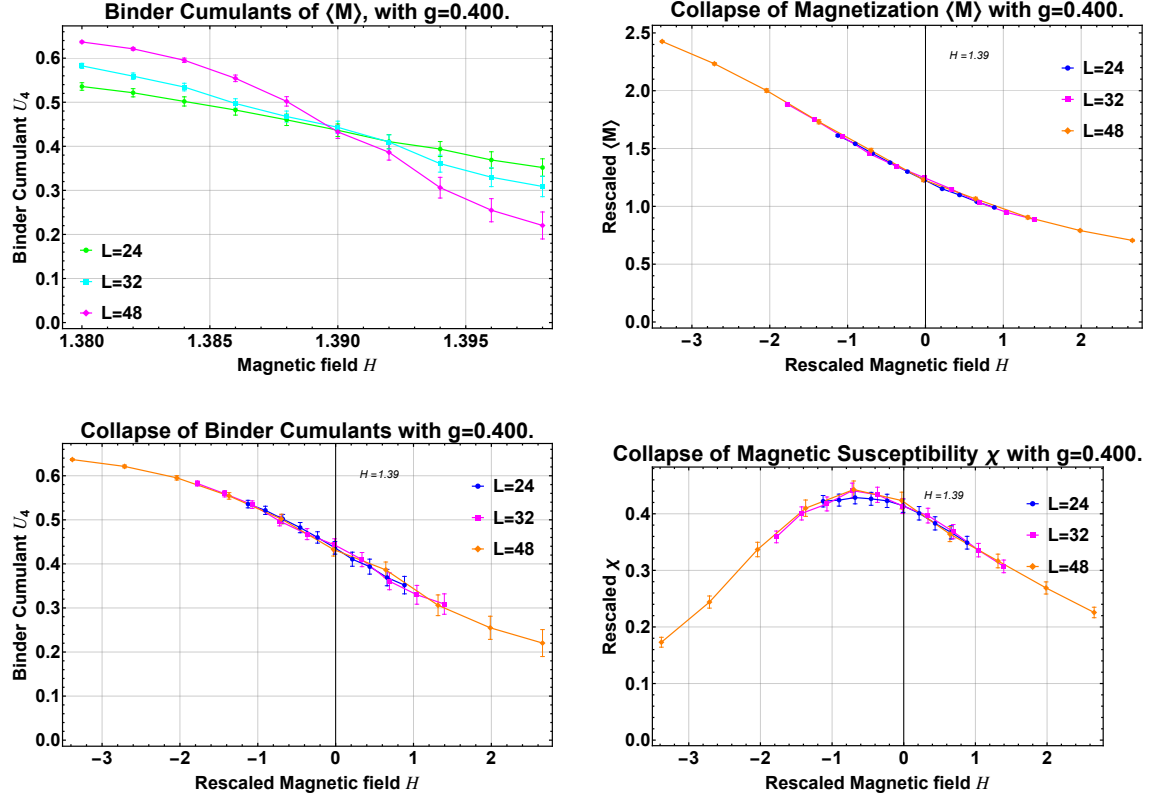 Binder Cumulants of ⟨M⟩, with g=0.400.
Binder Cumulant U₄
0.6
0.5
0.4
0.3
0.2
0.1
0.0
L=24
L=32
L=48
1.380
1.385
1.390
1.395
Magnetic field H
Collapse of Magnetization ⟨M⟩ with g=0.400.
Rescaled ⟨M⟩
2.5
2.0
1.5
1.0
0.5
0.0
H = 1.39
L=24
L=32
L=48
−3
−2
−1
0
1
2
Rescaled Magnetic field H
Collapse of Binder Cumulants with g=0.400.
Binder Cumulant U₄
0.6
0.5
0.4
0.3
0.2
0.1
0.0
H = 1.39
L=24
L=32
L=48
−3
−2
−1
0
1
2
Rescaled Magnetic field H
Collapse of Magnetic Susceptibility χ with g=0.400.
Rescaled χ
0.4
0.3
0.2
0.1
0.0
H = 1.39
L=24
L=32
L=48
−3
−2
−1
0
1
2
Rescaled Magnetic field H